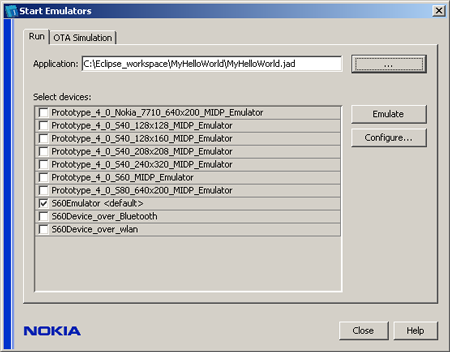 Start Emulators
Run OTA Simulation
Application: C:\Eclipse_workspace\MyHelloWorld\MyHelloWorld.jad ...
Select devices:
Prototype_4_0_Nokia_7710_640x200_MIDP_Emulator
Prototype_4_0_S40_128x128_MIDP_Emulator
Prototype_4_0_S40_128x160_MIDP_Emulator
Prototype_4_0_S40_208x208_MIDP_Emulator
Prototype_4_0_S40_240x320_MIDP_Emulator
Prototype_4_0_S60_MIDP_Emulator
Prototype_4_0_S80_640x200_MIDP_Emulator
S60Emulator <default>
S60Device_over_Bluetooth
S60Device_over_wlan
Emulate
Configure...
NOKIA
Close Help